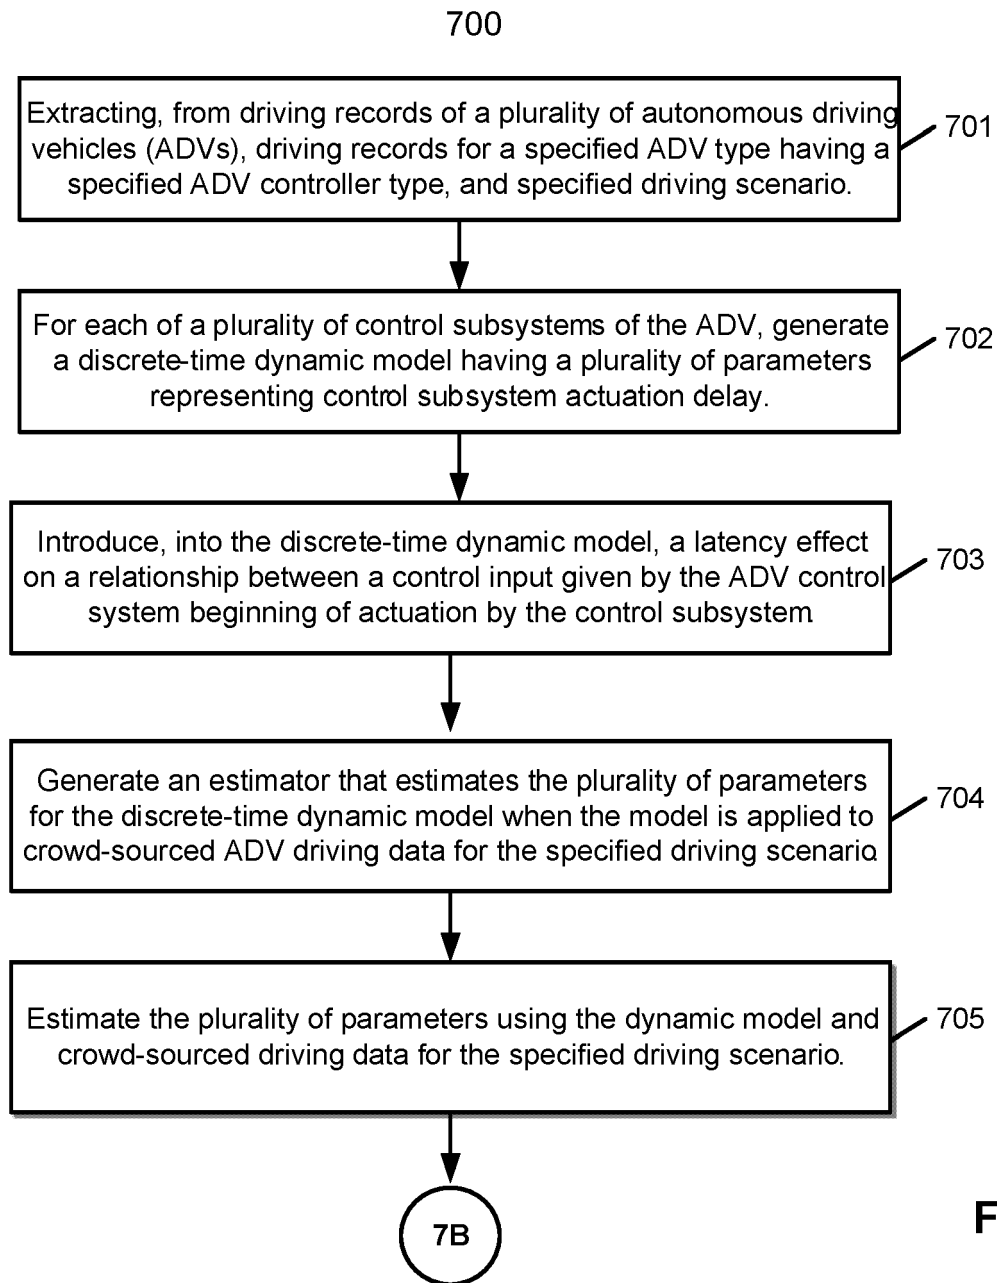 700
Extracting, from driving records of a plurality of autonomous driving
vehicles (ADVs), driving records for a specified ADV type having a
specified ADV controller type, and specified driving scenario.
701
For each of a plurality of control subsystems of the ADV, generate
a discrete-time dynamic model having a plurality of parameters
representing control subsystem actuation delay.
702
Introduce, into the discrete-time dynamic model, a latency effect
on a relationship between a control input given by the ADV control
system beginning of actuation by the control subsystem.
703
Generate an estimator that estimates the plurality of parameters
for the discrete-time dynamic model when the model is applied to
crowd-sourced ADV driving data for the specified driving scenario.
704
Estimate the plurality of parameters using the dynamic model and
crowd-sourced driving data for the specified driving scenario.
705
7B
F